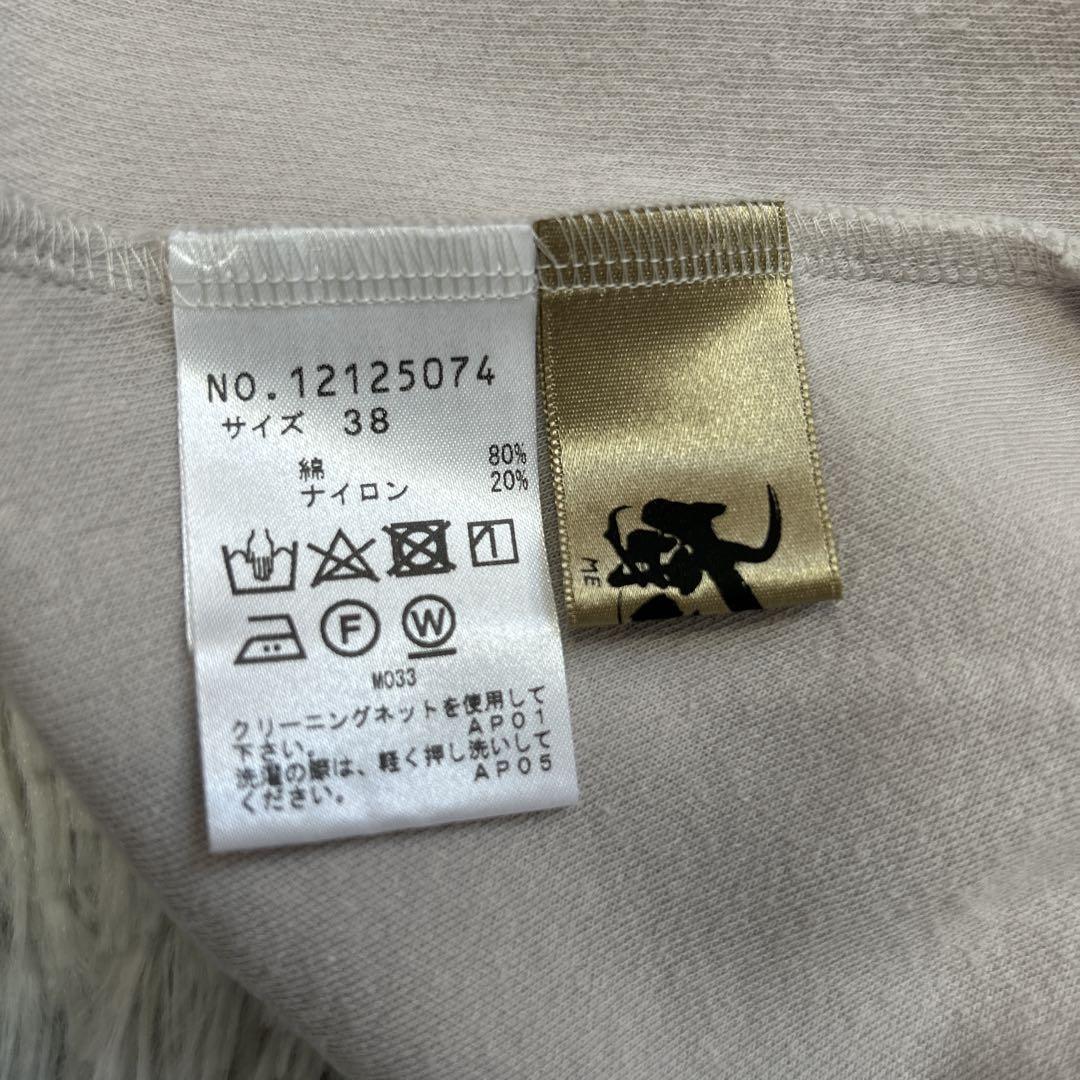 NO.12125074
サイズ 38
綿 80%
ナイロン 20%
F W
M033
クリーニングネットを使用して
下さい。 AP01
洗濯の際は、軽く押し洗いして
ください。 AP05
ME